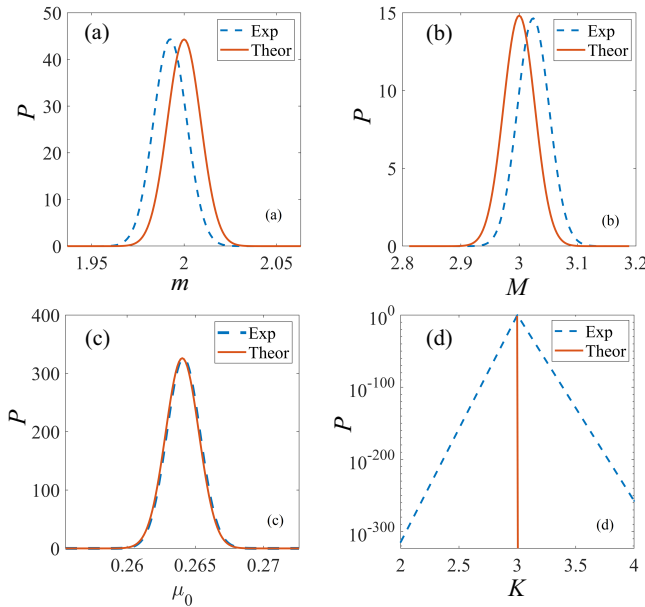 (a)
Exp
Theor
50
40
30
20
10
0
P
(a)
1.95
2
2.05
m
(b)
Exp
Theor
15
10
5
0
P
(b)
2.8
2.9
3
3.1
3.2
M
(c)
Exp
Theor
400
300
200
100
0
P
(c)
0.26
0.265
0.27
μ0
(d)
Exp
Theor
10^0
10^-100
10^-200
10^-300
P
(d)
2
2.5
3
3.5
4
K